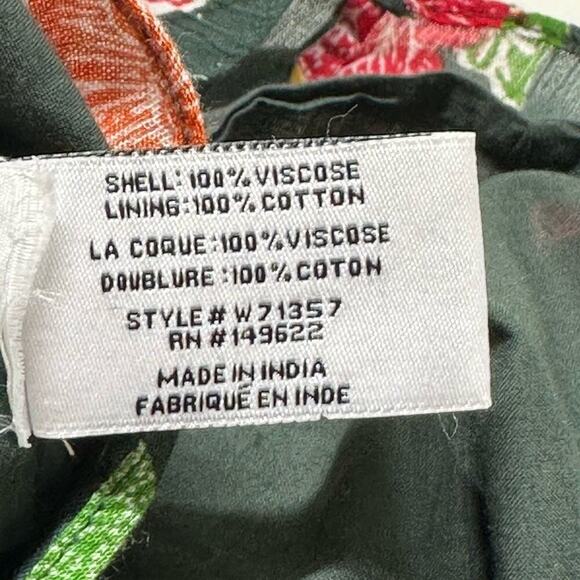 SHELL: 100% VISCOSE
LINING: 100% COTTON
LA COQUE: 100% VISCOSE
DOUBLURE : 100% COTON
STYLE# W71357
RN #149622
MADE IN INDIA
FABRIQUÉ EN INDE